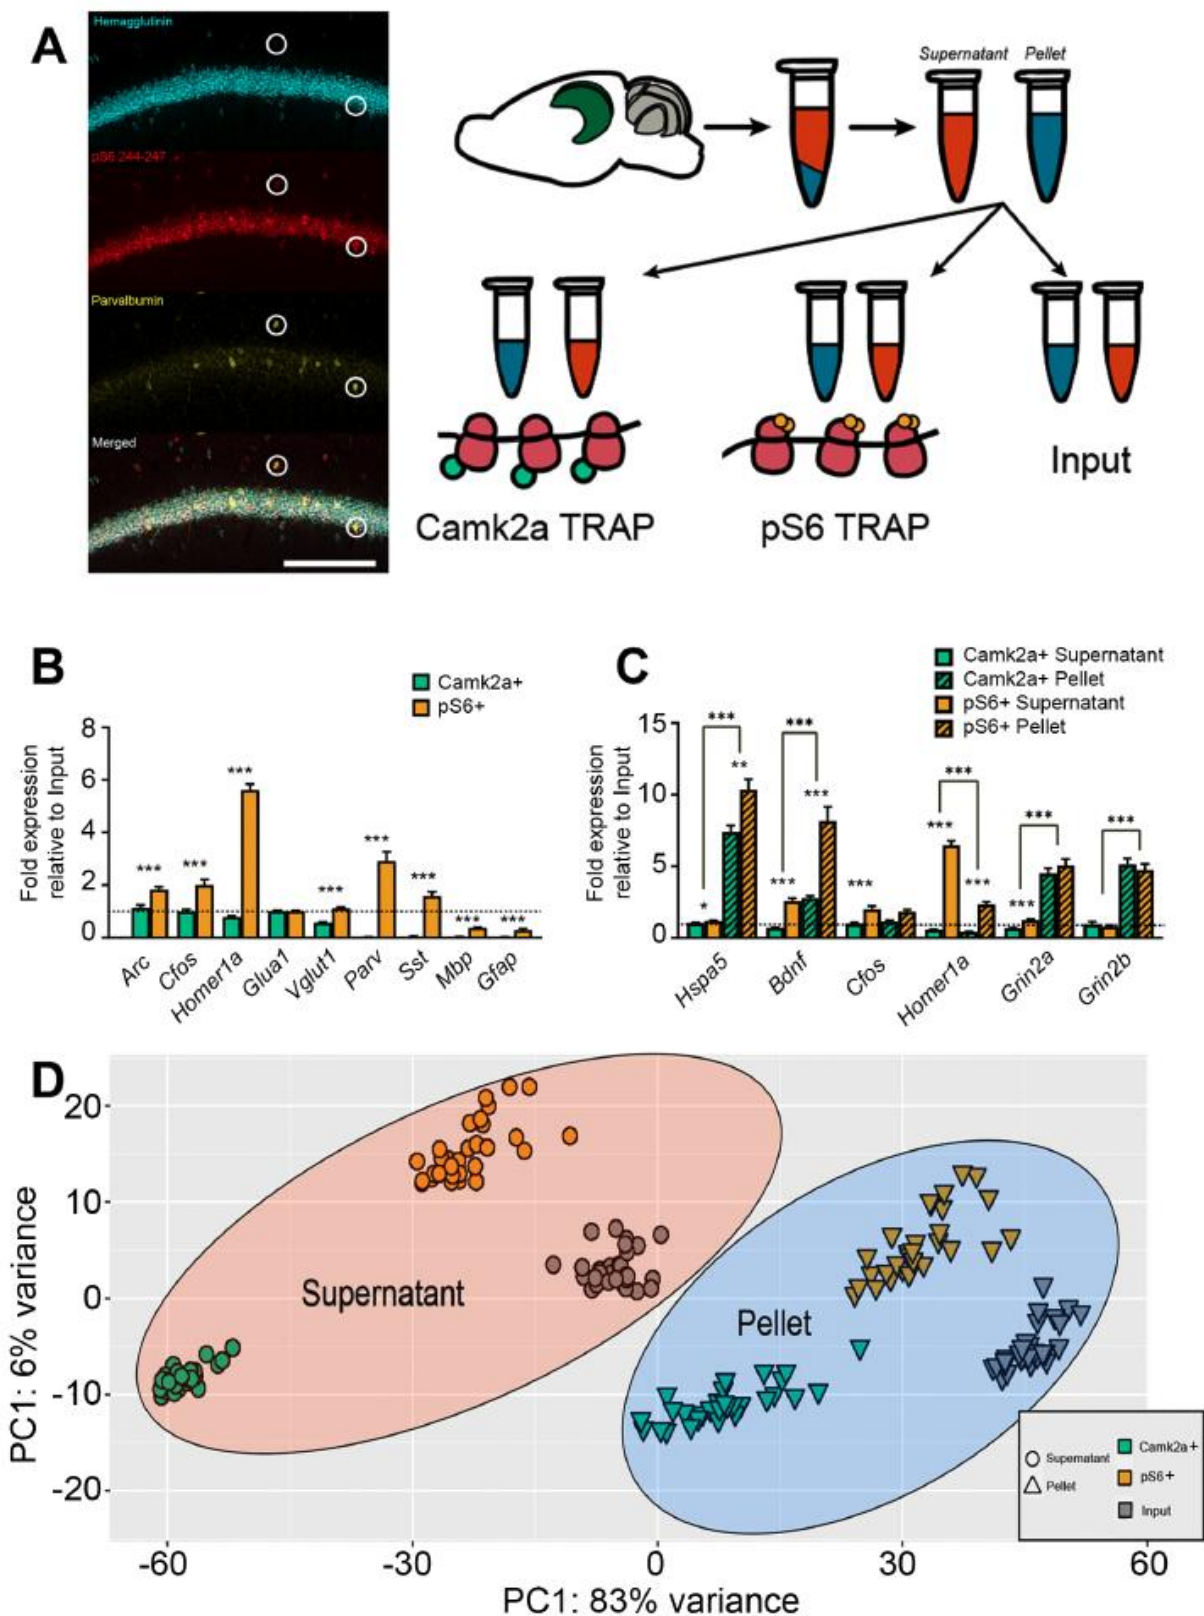 A
Hemagglutinin
pS6 244-247
Parvalbumin
Merged
Supernatant Pellet
Camk2a TRAP
pS6 TRAP
Input
B
Camk2a+
pS6+
Fold expression
relative to Input
8
6
4
2
0
***
***
***
***
***
***
***
***
Arc
Cfos
Homer1a
Glua1
Vglut1
Parv
Sst
Mbp
Gfap
C
Camk2a+ Supernatant
Camk2a+ Pellet
pS6+ Supernatant
pS6+ Pellet
Fold expression
relative to Input
15
10
5
0
***
*
**
***
***
***
***
***
***
***
***
***
***
Hspa5
Bdnf
Cfos
Homer1a
Grin2a
Grin2b
D
PC1: 6% variance
20
10
0
-10
-20
Supernatant
Pellet
Supernatant
Pellet
Camk2a+
pS6+
Input
-60
-30
0
30
60
PC1: 83% variance